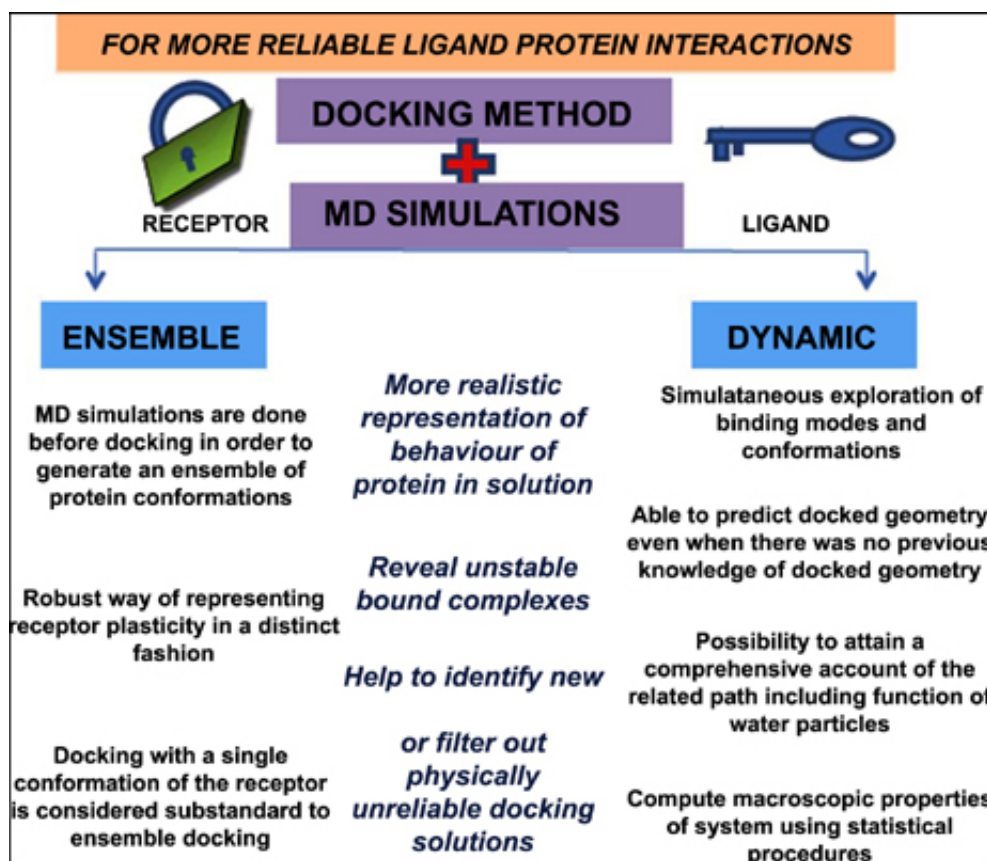 FOR MORE RELIABLE LIGAND PROTEIN INTERACTIONS
DOCKING METHOD
MD SIMULATIONS
RECEPTOR
LIGAND
ENSEMBLE
MD simulations are done
before docking in order to
generate an ensemble of
protein conformations
Robust way of representing
receptor plasticity in a distinct
fashion
Docking with a single
conformation of the receptor
is considered substandard to
ensemble docking
More realistic
representation of
behaviour of
protein in solution
Reveal unstable
bound complexes
Help to identify new
or filter out
physically
unreliable docking
solutions
DYNAMIC
Simulataneous exploration of
binding modes and
conformations
Able to predict docked geometry
even when there was no previous
knowledge of docked geometry
Possibility to attain a
comprehensive account of the
related path including function of
water particles
Compute macroscopic properties
of system using statistical
procedures